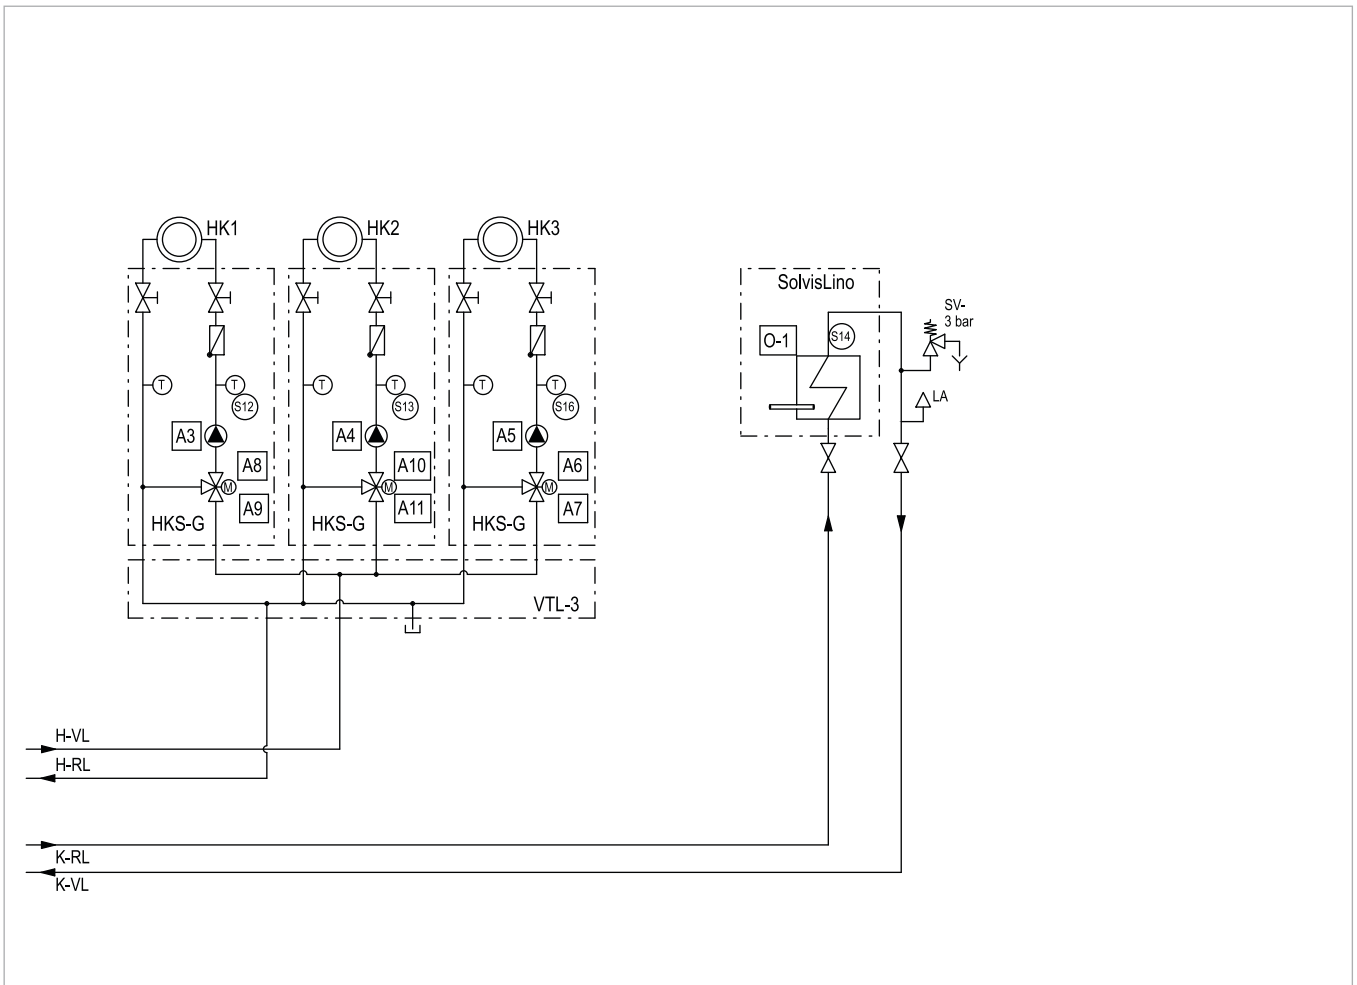 HK1
HK2
HK3
T
T
S12
A3
A8
M
A9
HKS-G
T
T
S13
A4
A10
M
A11
HKS-G
T
T
S16
A5
A6
M
A7
HKS-G
VTL-3
SolvisLino
O-1
S14
SV-
3 bar
LA
H-VL
H-RL
K-RL
K-VL